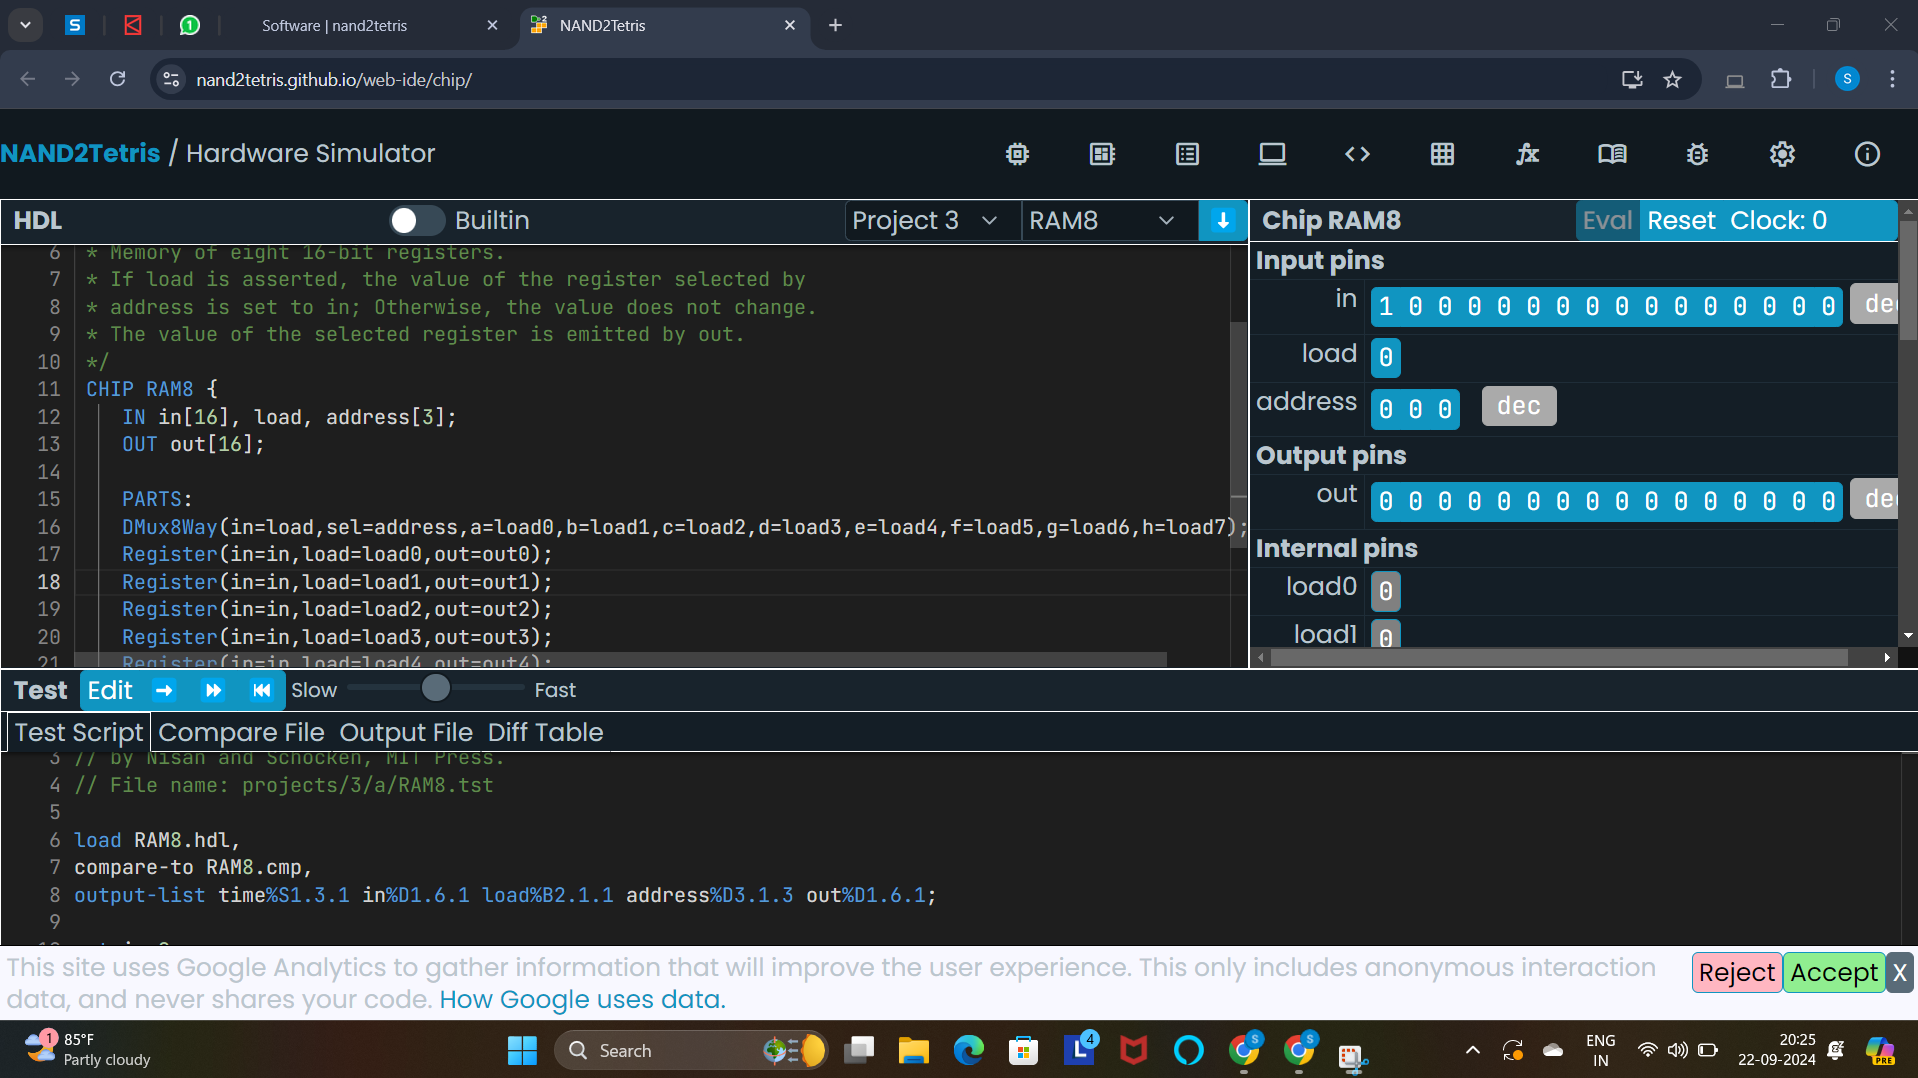 Software | nand2tetris
NAND2Tetris
nand2tetris.github.io/web-ide/chip/
S
NAND2Tetris / Hardware Simulator
HDL
Builtin
Project 3
RAM8
Chip RAM8
Eval
Reset
Clock: 0
6 * Memory of eight 16-bit registers.
7 * If load is asserted, the value of the register selected by
8 * address is set to in; Otherwise, the value does not change.
9 * The value of the selected register is emitted by out.
10 */
11 CHIP RAM8 {
12 IN in[16], load, address[3];
13 OUT out[16];
14
15 PARTS:
16 DMux8Way(in=load,sel=address,a=load0,b=load1,c=load2,d=load3,e=load4,f=load5,g=load6,h=load7);
17 Register(in=in,load=load0,out=out0);
18 Register(in=in,load=load1,out=out1);
19 Register(in=in,load=load2,out=out2);
20 Register(in=in,load=load3,out=out3);
21 Register(in=in,load=load4,out=out4);
Input pins
in 1 0 0 0 0 0 0 0 0 0 0 0 0 0 0 0 dec
load 0
address 0 0 0 dec
Output pins
out 0 0 0 0 0 0 0 0 0 0 0 0 0 0 0 0 dec
Internal pins
load0 0
load1 0
Test
Edit
Slow
Fast
Test Script
Compare File
Output File
Diff Table
3 // by Nisan and Schocken, MIT Press.
4 // File name: projects/3/a/RAM8.tst
5
6 load RAM8.hdl,
7 compare-to RAM8.cmp,
8 output-list time%S1.3.1 in%D1.6.1 load%B2.1.1 address%D3.1.3 out%D1.6.1;
9
This site uses Google Analytics to gather information that will improve the user experience. This only includes anonymous interaction
data, and never shares your code. How Google uses data.
Reject
Accept
X
1
85°F
Partly cloudy
Search
4
ENG
IN
20:25
22-09-2024
PRE